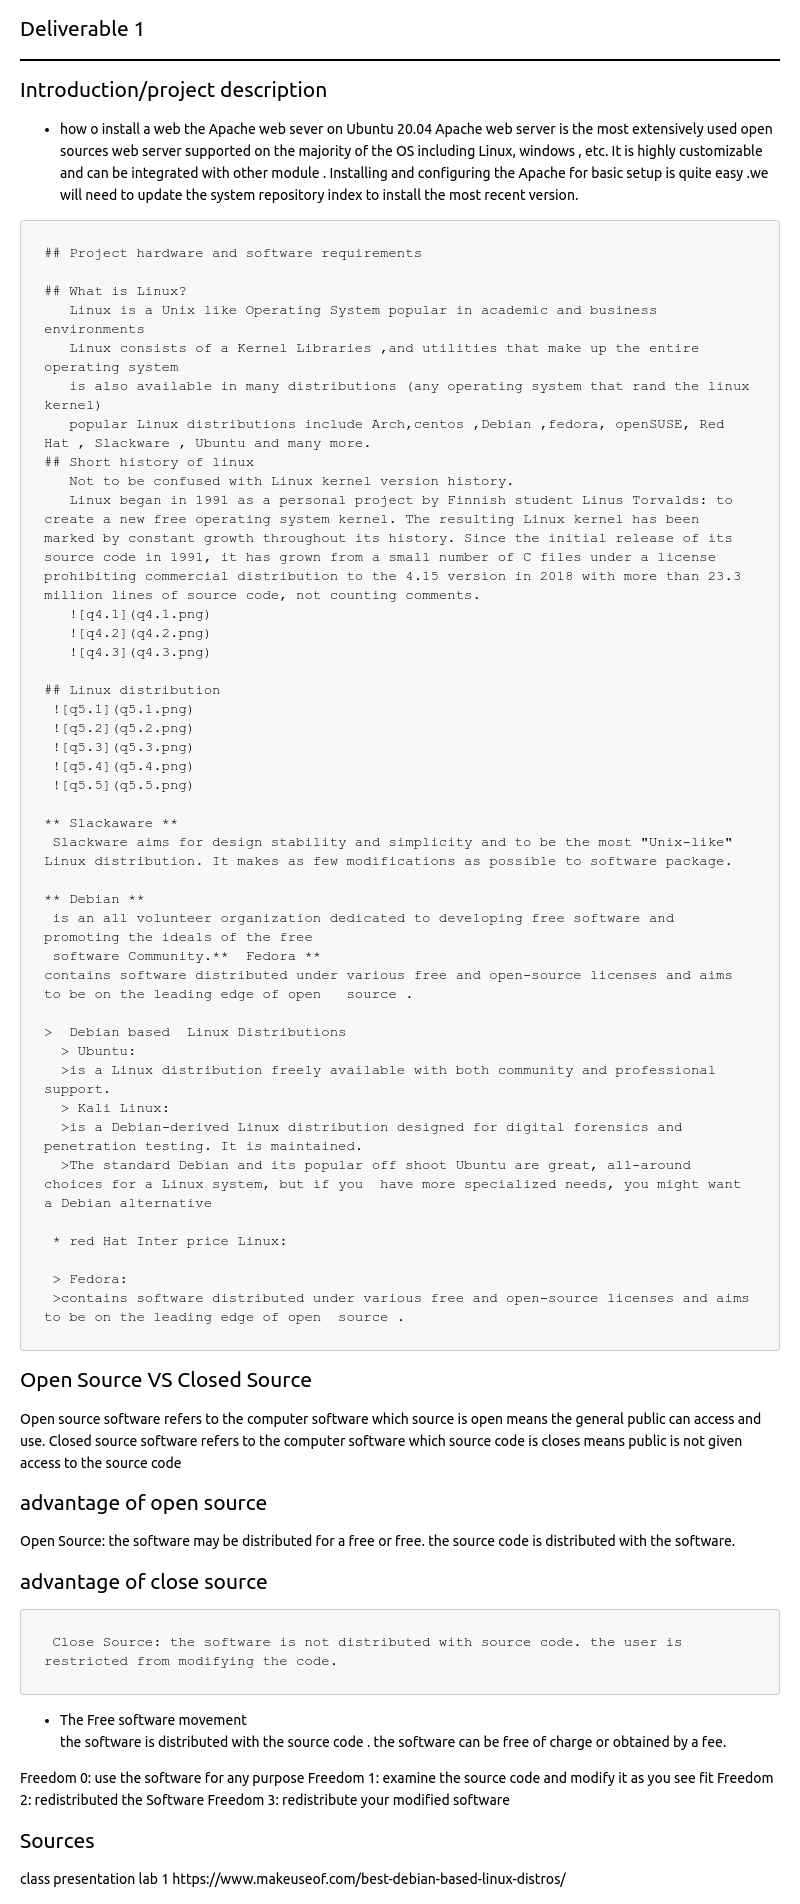 Deliverable 1
Introduction/project description
• how o install a web the Apache web sever on Ubuntu 20.04 Apache web server is the most extensively used open
sources web server supported on the majority of the OS including Linux, windows , etc. It is highly customizable
and can be integrated with other module . Installing and configuring the Apache for basic setup is quite easy .we
will need to update the system repository index to install the most recent version.
## Project hardware and software requirements
## What is Linux?
Linux is a Unix like Operating System popular in academic and business
environments
Linux consists of a Kernel Libraries ,and utilities that make up the entire
operating system
is also available in many distributions (any operating system that rand the linux
kernel)
popular Linux distributions include Arch,centos ,Debian ,fedora, openSUSE, Red
Hat , Slackware , Ubuntu and many more.
## Short history of linux
Not to be confused with Linux kernel version history.
Linux began in 1991 as a personal project by Finnish student Linus Torvalds: to
create a new free operating system kernel. The resulting Linux kernel has been
marked by constant growth throughout its history. Since the initial release of its
source code in 1991, it has grown from a small number of C files under a license
prohibiting commercial distribution to the 4.15 version in 2018 with more than 23.3
million lines of source code, not counting comments.
![q4.1](q4.1.png)
![q4.2](q4.2.png)
![q4.3](q4.3.png)
## Linux distribution
![q5.1](q5.1.png)
![q5.2](q5.2.png)
![q5.3](q5.3.png)
![q5.4](q5.4.png)
![q5.5](q5.5.png)
** Slackaware **
Slackware aims for design stability and simplicity and to be the most "Unix-like"
Linux distribution. It makes as few modifications as possible to software package.
** Debian **
is an all volunteer organization dedicated to developing free software and
promoting the ideals of the free
software Community.**  Fedora **
contains software distributed under various free and open-source licenses and aims
to be on the leading edge of open   source .
>  Debian based  Linux Distributions
> Ubuntu:
>is a Linux distribution freely available with both community and professional
support.
> Kali Linux:
>is a Debian-derived Linux distribution designed for digital forensics and
penetration testing. It is maintained.
>The standard Debian and its popular off shoot Ubuntu are great, all-around
choices for a Linux system, but if you  have more specialized needs, you might want
a Debian alternative
* red Hat Inter price Linux:
> Fedora:
>contains software distributed under various free and open-source licenses and aims
to be on the leading edge of open  source .
Open Source VS Closed Source
Open source software refers to the computer software which source is open means the general public can access and
use. Closed source software refers to the computer software which source code is closes means public is not given
access to the source code
advantage of open source
Open Source: the software may be distributed for a free or free. the source code is distributed with the software.
advantage of close source
Close Source: the software is not distributed with source code. the user is
restricted from modifying the code.
• The Free software movement
the software is distributed with the source code . the software can be free of charge or obtained by a fee.
Freedom 0: use the software for any purpose Freedom 1: examine the source code and modify it as you see fit Freedom
2: redistributed the Software Freedom 3: redistribute your modified software
Sources
class presentation lab 1 https://www.makeuseof.com/best-debian-based-linux-distros/